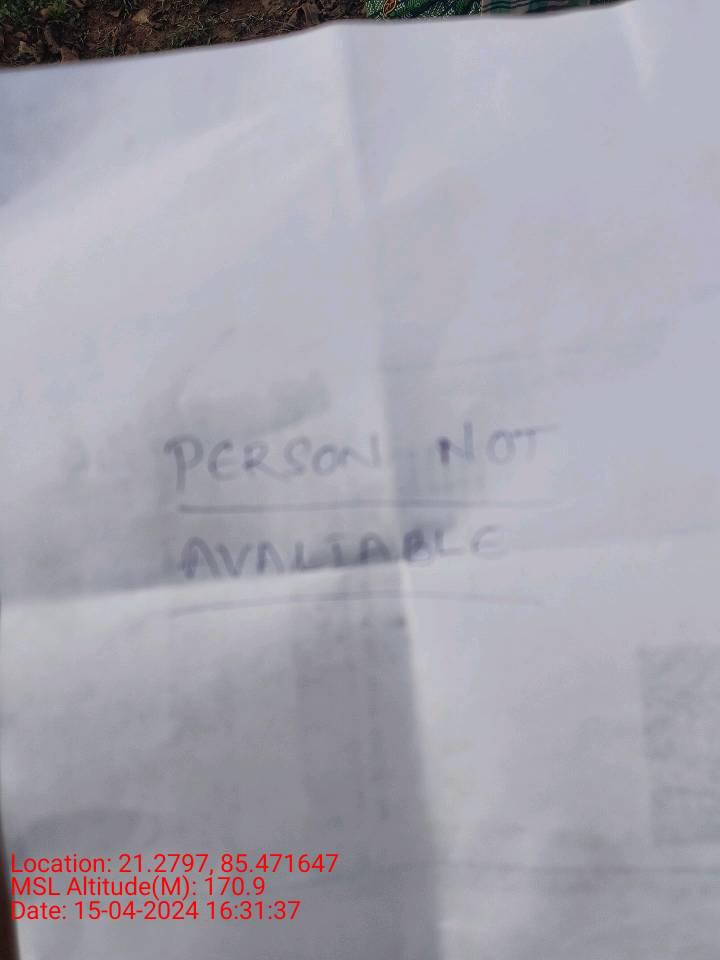 PERSON NOT
AVALIABLE
Location: 21.2797, 85.471647
MSL Altitude(M): 170.9
Date: 15-04-2024 16:31:37